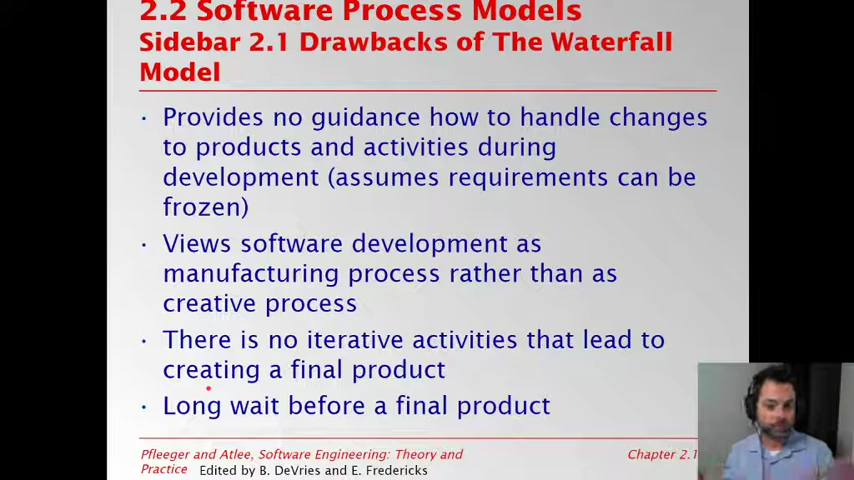 2.2 Software Process Models
Sidebar 2.1 Drawbacks of The Waterfall
Model
· Provides no guidance how to handle changes
to products and activities during
development (assumes requirements can be
frozen)
· Views software development as
manufacturing process rather than as
creative process
· There is no iterative activities that lead to
creating a final product
· Long wait before a final product
Pfleeger and Atlee, Software Engineering: Theory and
Practice Edited by B. DeVries and E. Fredericks
Chapter 2.1